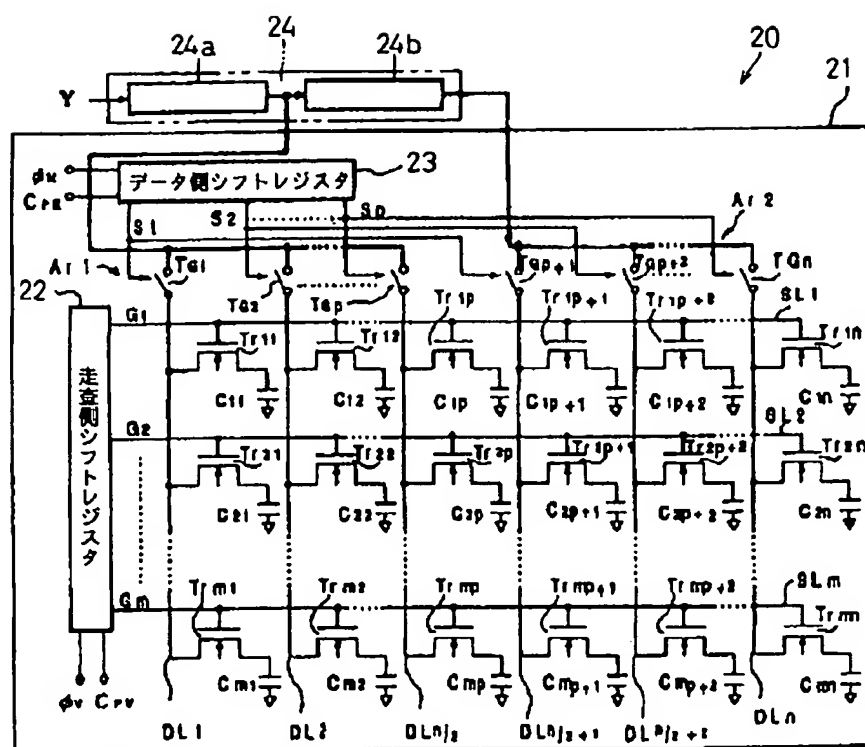 24a 24 24b 20
21
Y
φH
CPH
データ側シフトレジスタ
23
S1 S2 Sp
Ar2
Ar1
TG1 TG2 TGp TGp+1 TGp+2 TGn
22
走査側シフトレジスタ
G1
Tr11 Tr12 Tr1p Tr1p+1 Tr1p+2 SL1 Tr1n
C11 C12 C1p C1p+1 C1p+2 C1n
G2
SL2
Tr21 Tr22 Tr2p Tr2p+1 Tr2p+2 Tr2n
C21 C22 C2p C2p+1 C2p+2 C2n
Gm
Trm1 Trm2 Trmp Trmp+1 Trmp+2 SLm
Trmn
Cm1 Cm2 Cmp Cmp+1 Cmp+2 Cmn
φV CPV
DL1 DL2 DLn/2 DLn/2+1 DLn/2+2 DLn